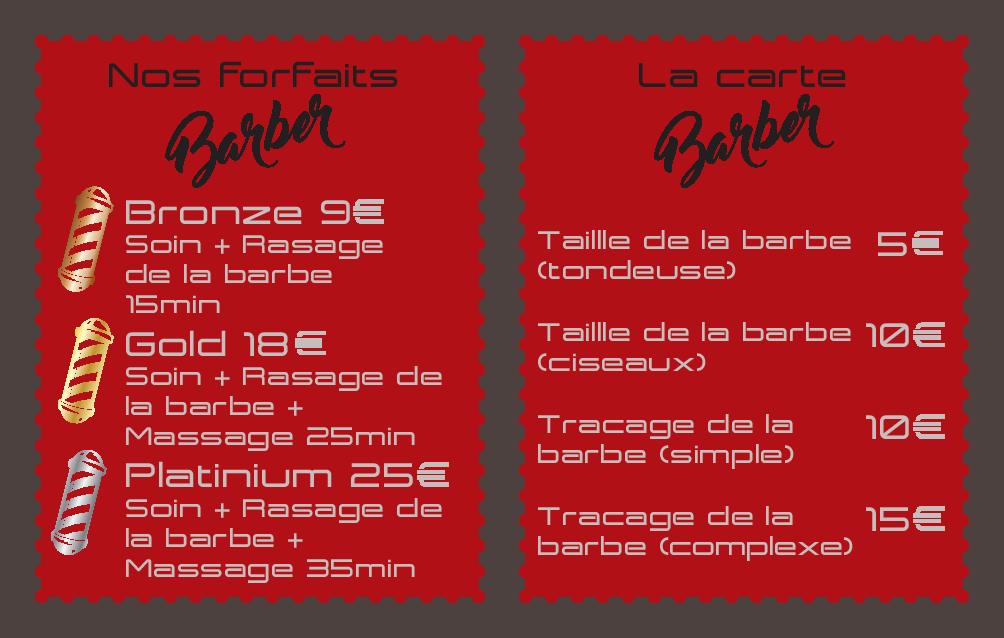 Nos forfaits
Barber
Bronze 9€
Soin + Rasage
de la barbe
15min
Gold 18€
Soin + Rasage de
la barbe +
Massage 25min
Platinium 25€
Soin + Rasage de
la barbe +
Massage 35min
La carte
Barber
Taillle de la barbe 5€
(tondeuse)
Taillle de la barbe 10€
(ciseaux)
Tracage de la 10€
barbe (simple)
Tracage de la 15€
barbe (complexe)